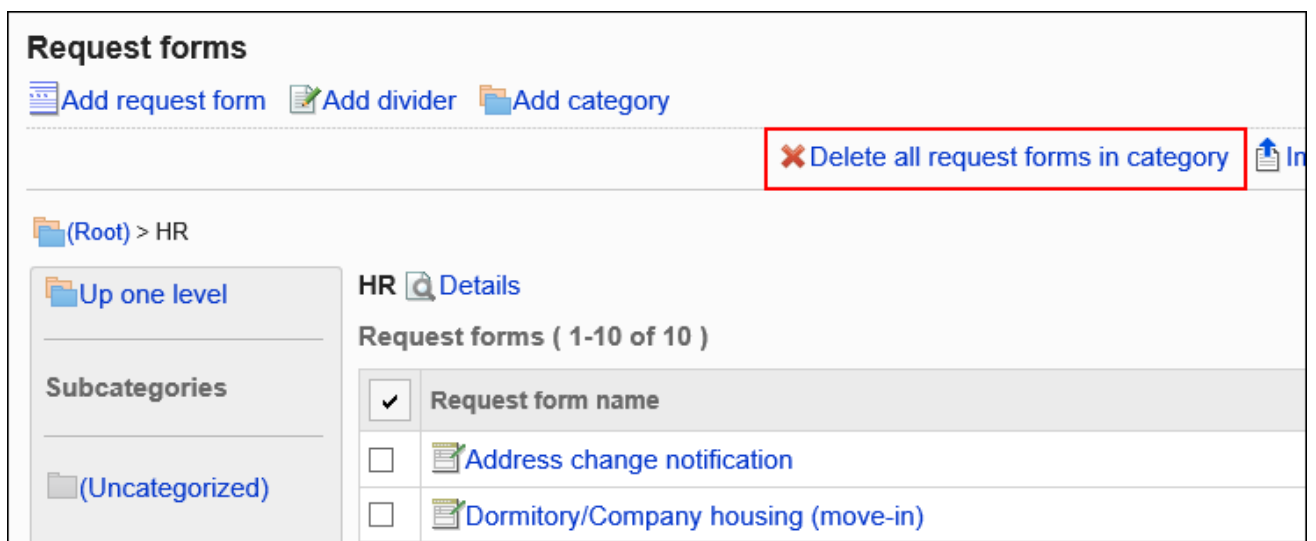 Request forms
Add request form Add divider Add category
Delete all request forms in category
(Root) > HR
Up one level
HR Details
Request forms ( 1-10 of 10 )
Subcategories
Request form name
Address change notification
(Uncategorized)
Dormitory/Company housing (move-in)